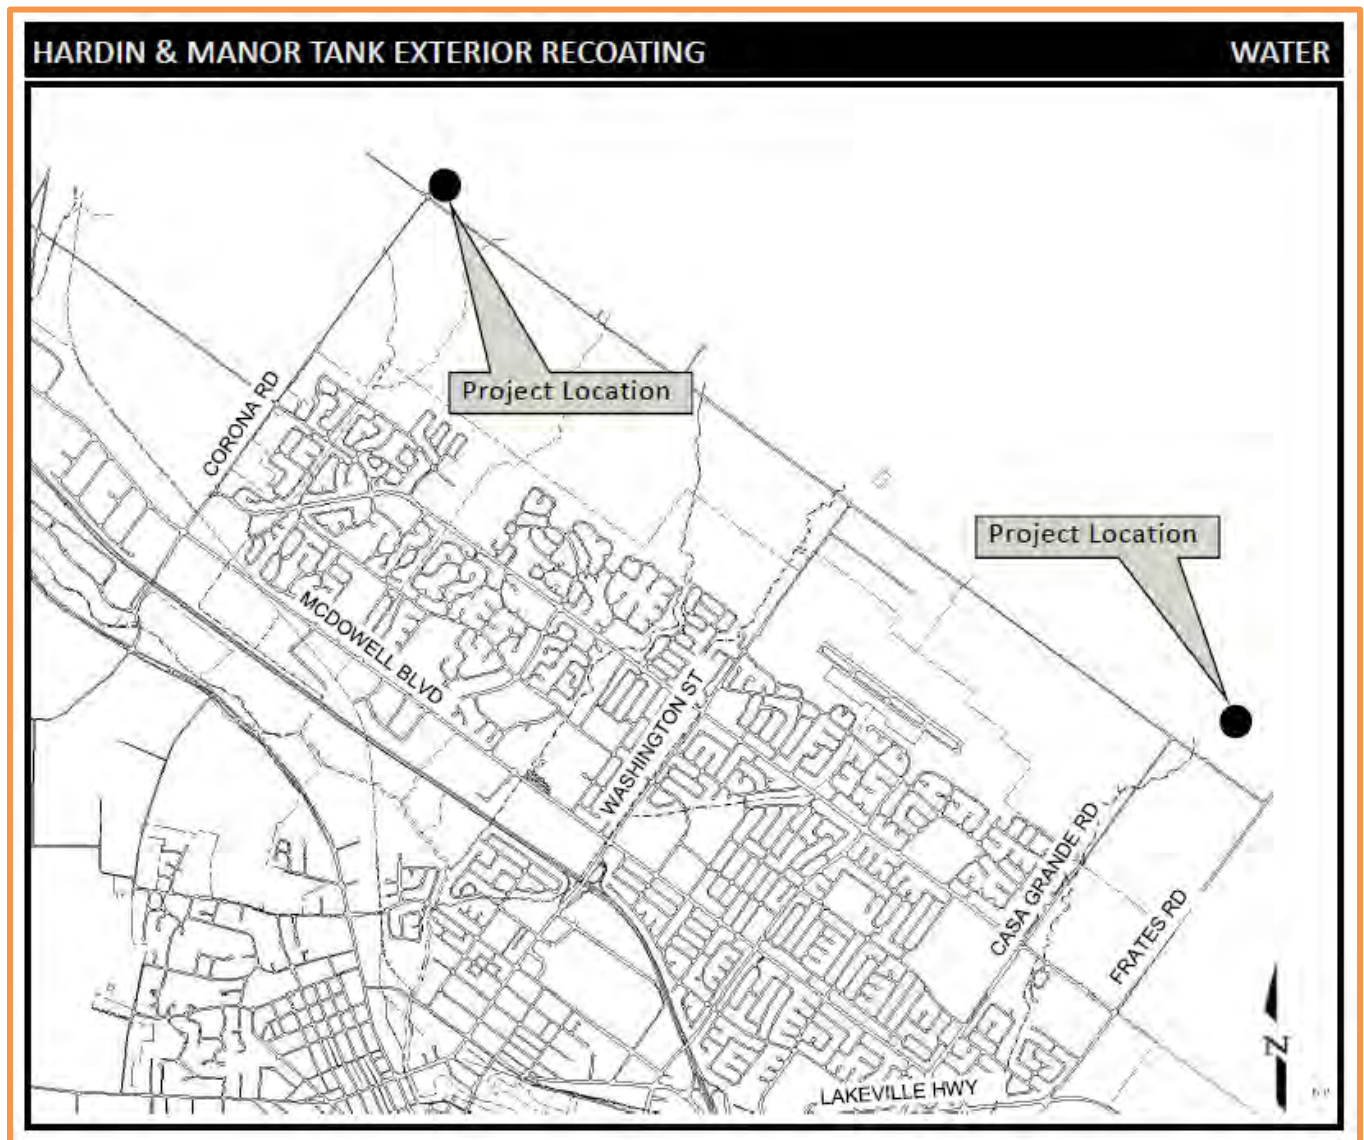 HARDIN & MANOR TANK EXTERIOR RECOATING WATER
Project Location
CORONA RD
Project Location
MCDOWELL BLVD
WASHINGTON ST
CASA GRANDE RD
FRATES RD
N
LAKEVILLE HWY